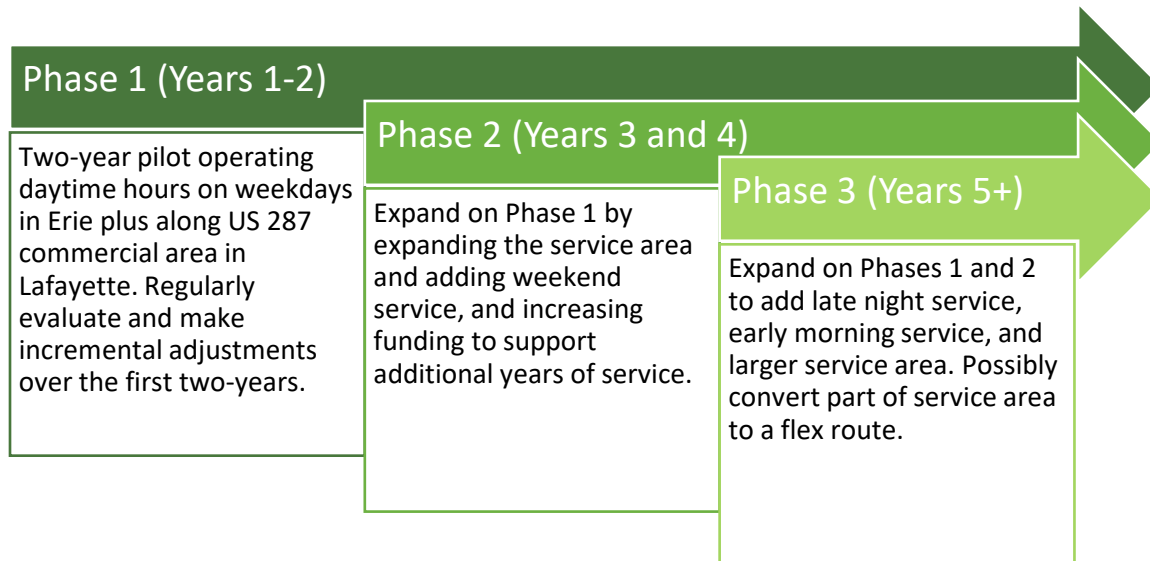 Phase 1 (Years 1-2)
Two-year pilot operating
daytime hours on weekdays
in Erie plus along US 287
commercial area in
Lafayette. Regularly
evaluate and make
incremental adjustments
over the first two-years.
Phase 2 (Years 3 and 4)
Expand on Phase 1 by
expanding the service area
and adding weekend
service, and increasing
funding to support
additional years of service.
Phase 3 (Years 5+)
Expand on Phases 1 and 2
to add late night service,
early morning service, and
larger service area. Possibly
convert part of service area
to a flex route.